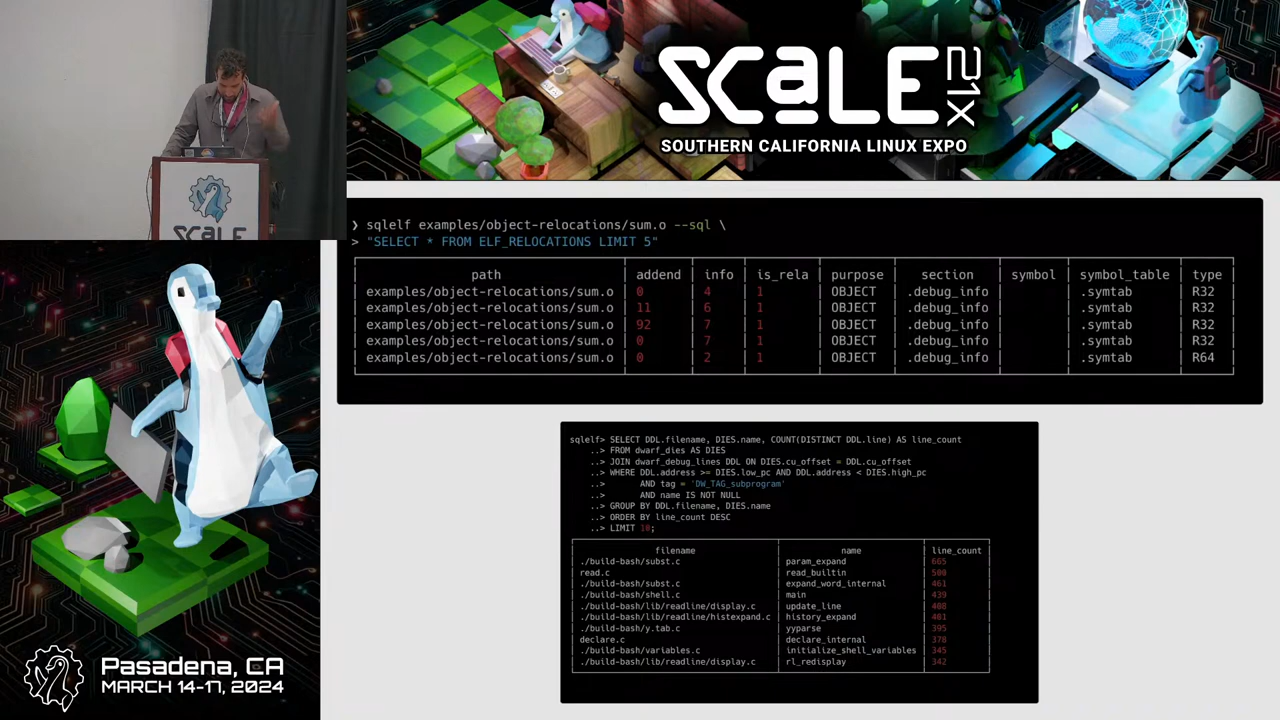 SCALE 21X
SOUTHERN CALIFORNIA LINUX EXPO
SCALE
❯ sqlelf examples/object-relocations/sum.o --sql \
> "SELECT * FROM ELF_RELOCATIONS LIMIT 5"
path addend info is_rela purpose section symbol symbol_table type
examples/object-relocations/sum.o 0 4 1 OBJECT .debug_info .symtab R32
examples/object-relocations/sum.o 11 6 1 OBJECT .debug_info .symtab R32
examples/object-relocations/sum.o 92 7 1 OBJECT .debug_info .symtab R32
examples/object-relocations/sum.o 0 7 1 OBJECT .debug_info .symtab R32
examples/object-relocations/sum.o 0 2 1 OBJECT .debug_info .symtab R64
sqlelf> SELECT DDL.filename, DIES.name, COUNT(DISTINCT DDL.line) AS line_count
..> FROM dwarf_dies AS DIES
..> JOIN dwarf_debug_lines DDL ON DIES.cu_offset = DDL.cu_offset
..> WHERE DDL.address >= DIES.low_pc AND DDL.address < DIES.high_pc
..> AND tag = 'DW_TAG_subprogram'
..> AND name IS NOT NULL
..> GROUP BY DDL.filename, DIES.name
..> ORDER BY line_count DESC
..> LIMIT 10;
filename name line_count
./build-bash/subst.c param_expand 665
read.c read_builtin 500
./build-bash/subst.c expand_word_internal 461
./build-bash/shell.c main 439
./build-bash/lib/readline/display.c update_line
./build-bash/lib/readline/histexpand.c history_expand
./build-bash/y.tab.c yyparse 395
declare.c declare_internal 378
./build-bash/variables.c initialize_shell_variables 345
./build-bash/lib/readline/display.c rl_redisplay 342
Pasadena, CA
MARCH 14-17, 2024